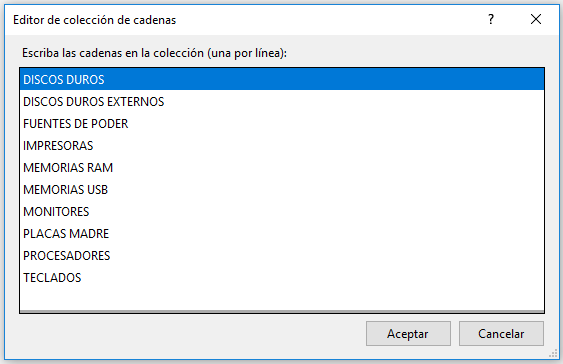 Editor de colección de cadenas
?
Escriba las cadenas en la colección (una por línea):
DISCOS DUROS
DISCOS DUROS EXTERNOS
FUENTES DE PODER
IMPRESORAS
MEMORIAS RAM
MEMORIAS USB
MONITORES
PLACAS MADRE
PROCESADORES
TECLADOS
Aceptar Cancelar